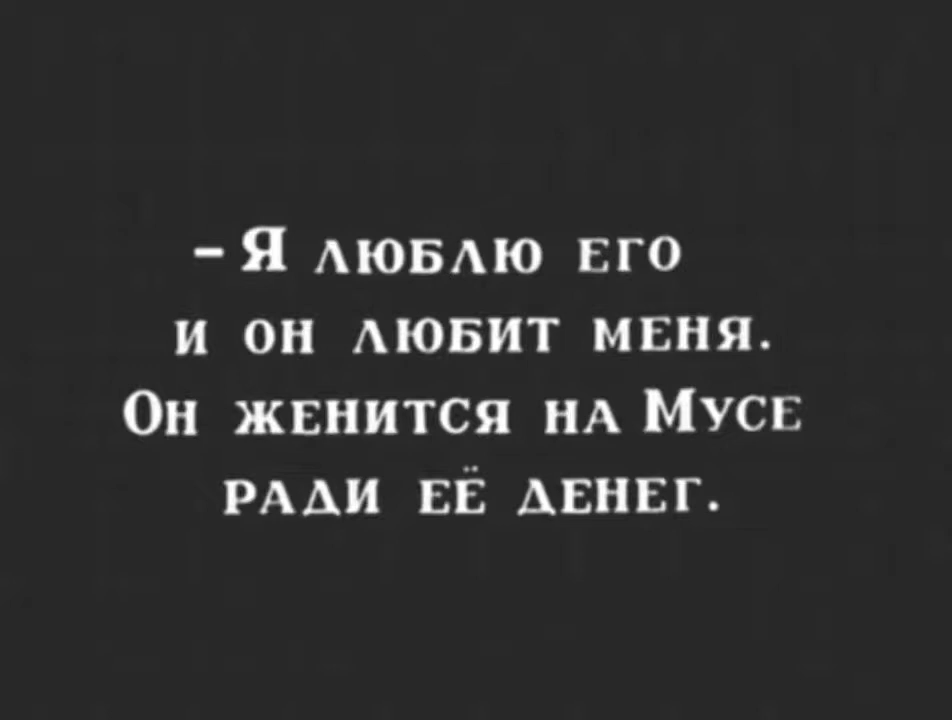 – Я люблю его
и он любит меня.
Он женится на Мусе
ради её денег.